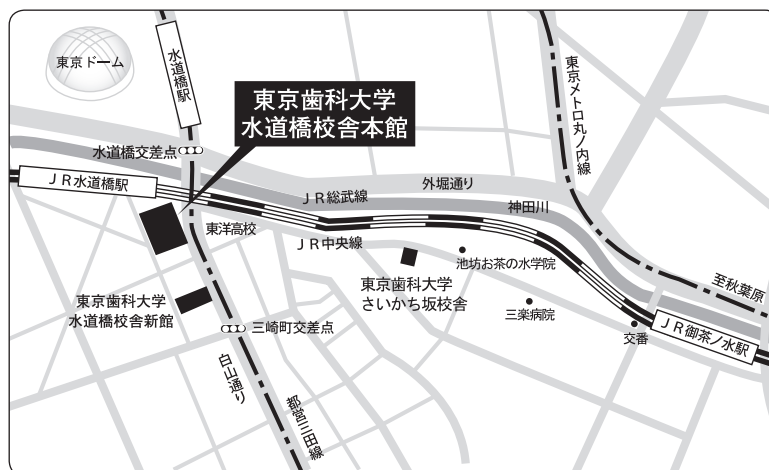 東京ドーム
水道橋駅
東京歯科大学
水道橋校舎本館
東京メトロ丸ノ内線
水道橋交差点
JR水道橋駅
JR総武線
外堀通り
神田川
東洋高校
JR中央線
池坊お茶の水学院
至秋葉原
東京歯科大学
さいかち坂校舎
東京歯科大学
水道橋校舎新館
三楽病院
三崎町交差点
交番
JR御茶ノ水駅
白山通り
都営三田線